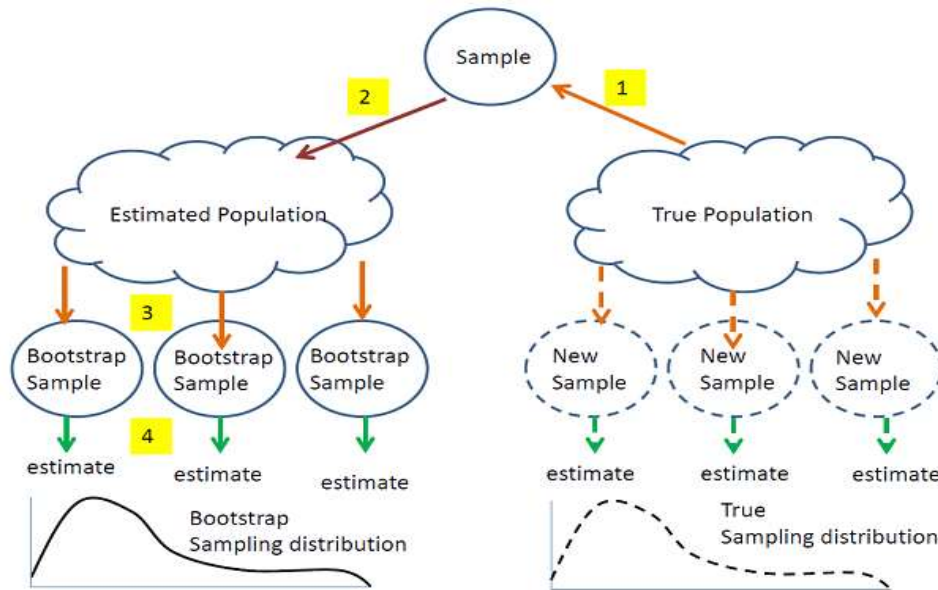 Sample
2
1
Estimated Population
True Population
3
Bootstrap
Sample
Bootstrap
Sample
Bootstrap
Sample
New
Sample
New
Sample
New
Sample
4
estimate
estimate
estimate
estimate
estimate
estimate
Bootstrap
Sampling distribution
True
Sampling distribution